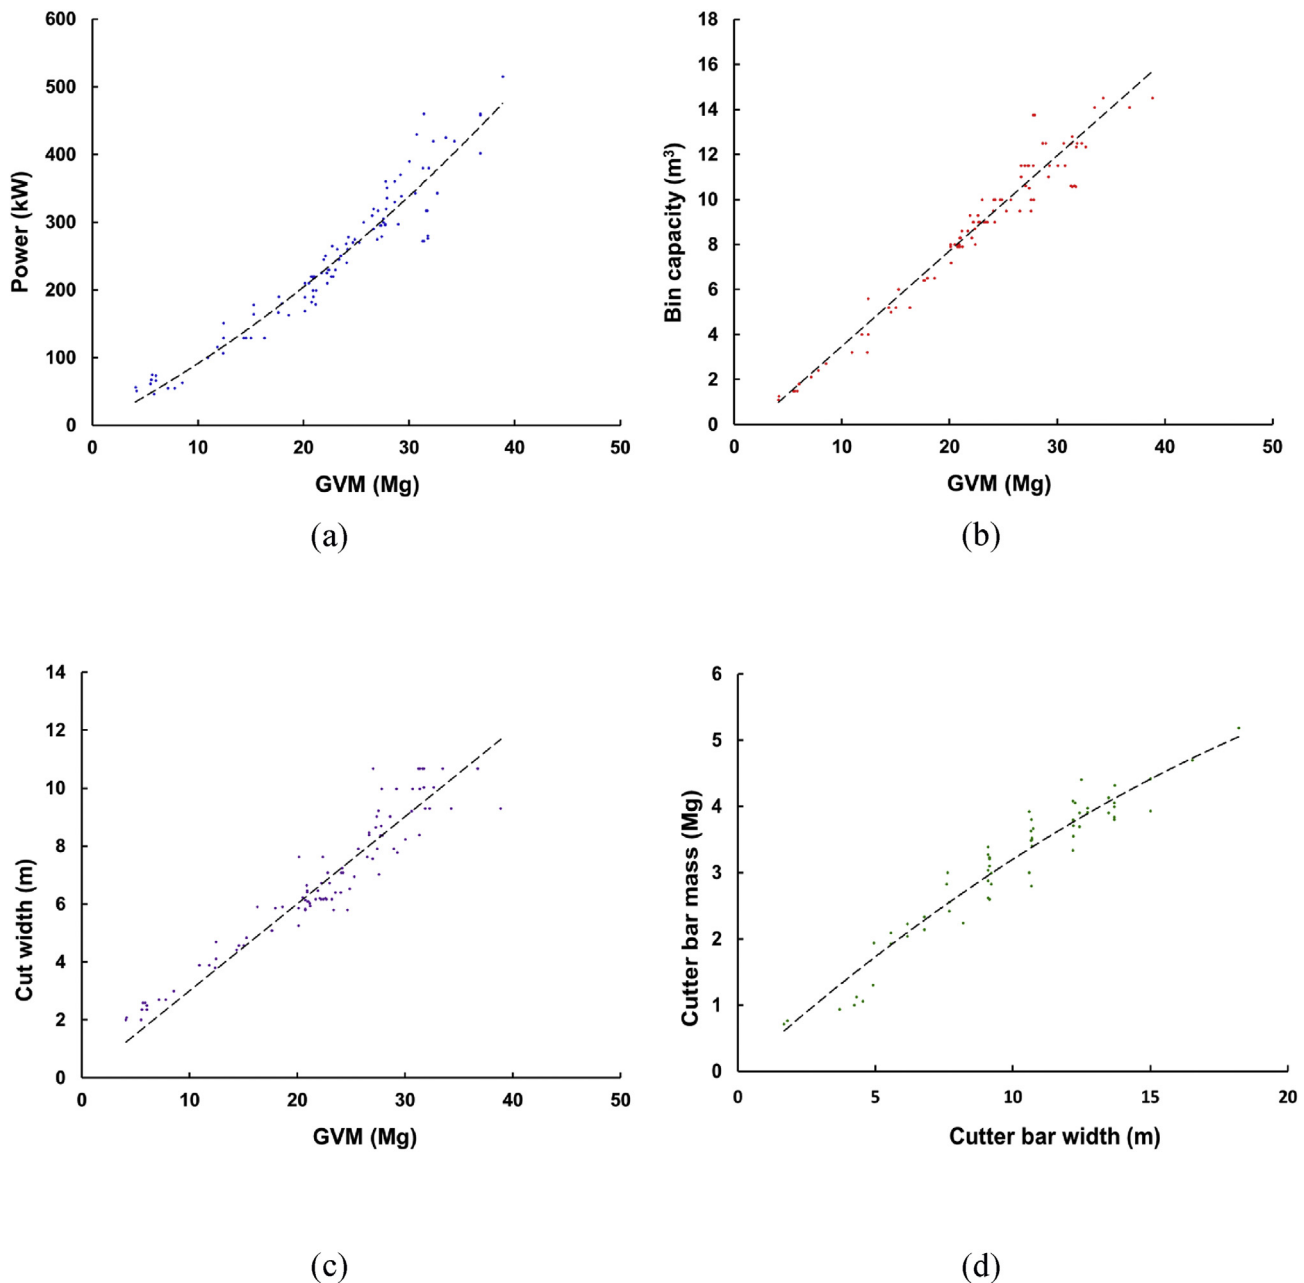 600
500
400
300
200
100
0
Power (kW)
0 10 20 30 40 50
GVM (Mg)
(a)
18
16
14
12
10
8
6
4
2
0
Bin capacity (m³)
0 10 20 30 40 50
GVM (Mg)
(b)
14
12
10
8
6
4
2
0
Cut width (m)
0 10 20 30 40 50
GVM (Mg)
(c)
6
5
4
3
2
1
0
Cutter bar mass (Mg)
0 5 10 15 20
Cutter bar width (m)
(d)